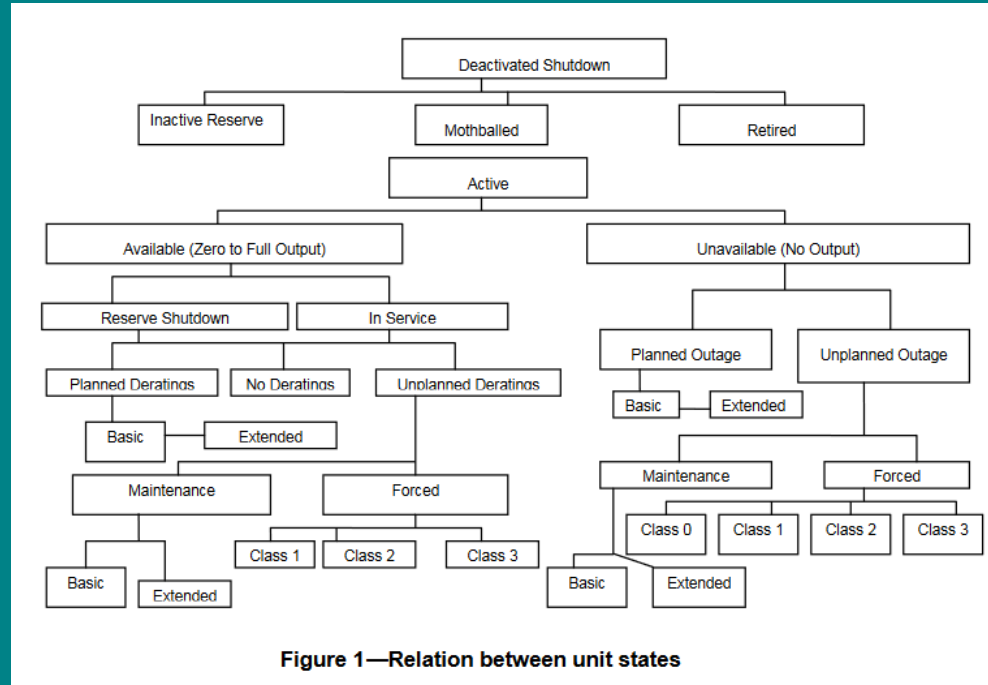 Deactivated Shutdown
Inactive Reserve
Mothballed
Retired
Active
Available (Zero to Full Output)
Unavailable (No Output)
Reserve Shutdown
In Service
Planned Outage
Unplanned Outage
Planned Deratings
No Deratings
Unplanned Deratings
Basic
Extended
Basic
Extended
Maintenance
Forced
Maintenance
Forced
Class 1
Class 2
Class 3
Class 0
Class 1
Class 2
Class 3
Basic
Extended
Basic
Extended
Figure 1—Relation between unit states